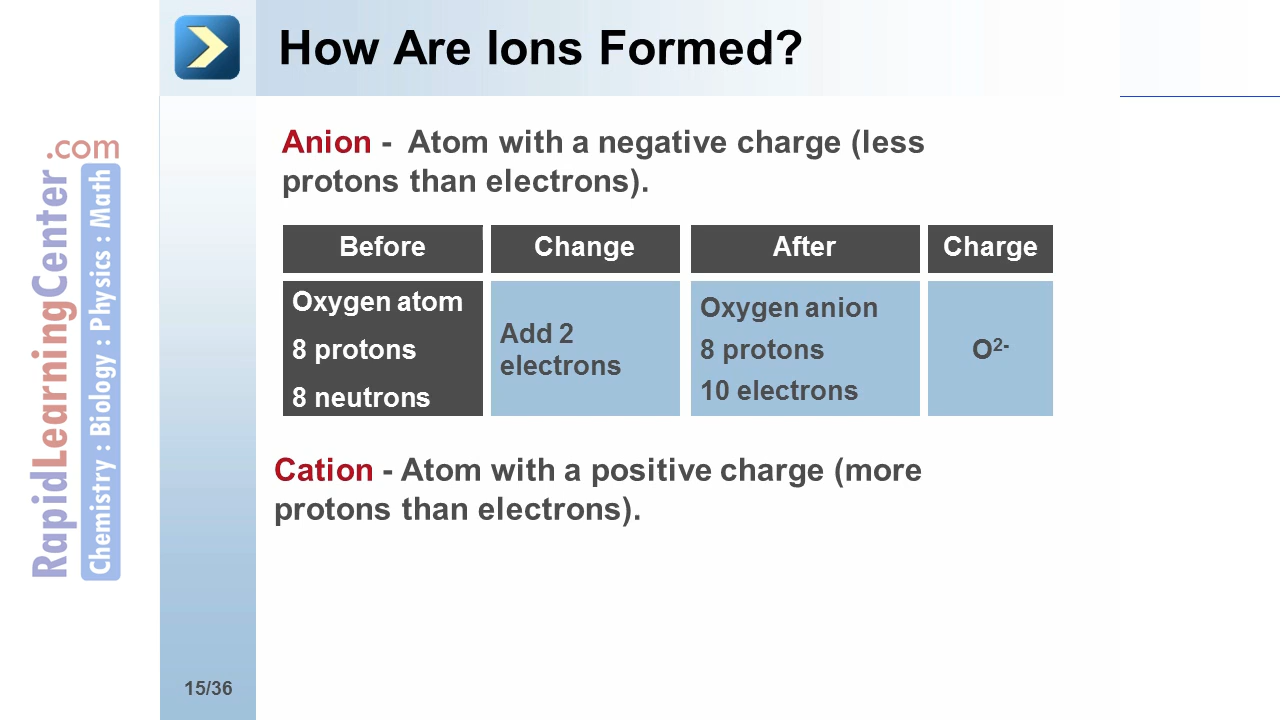 How Are Ions Formed?
Anion - Atom with a negative charge (less
protons than electrons).
Before Change After Charge
Oxygen atom
8 protons
8 neutrons
Add 2
electrons
Oxygen anion
8 protons
10 electrons
O²⁻
Cation - Atom with a positive charge (more
protons than electrons).
RapidLearningCenter.com
Chemistry : Biology : Physics : Math
15/36